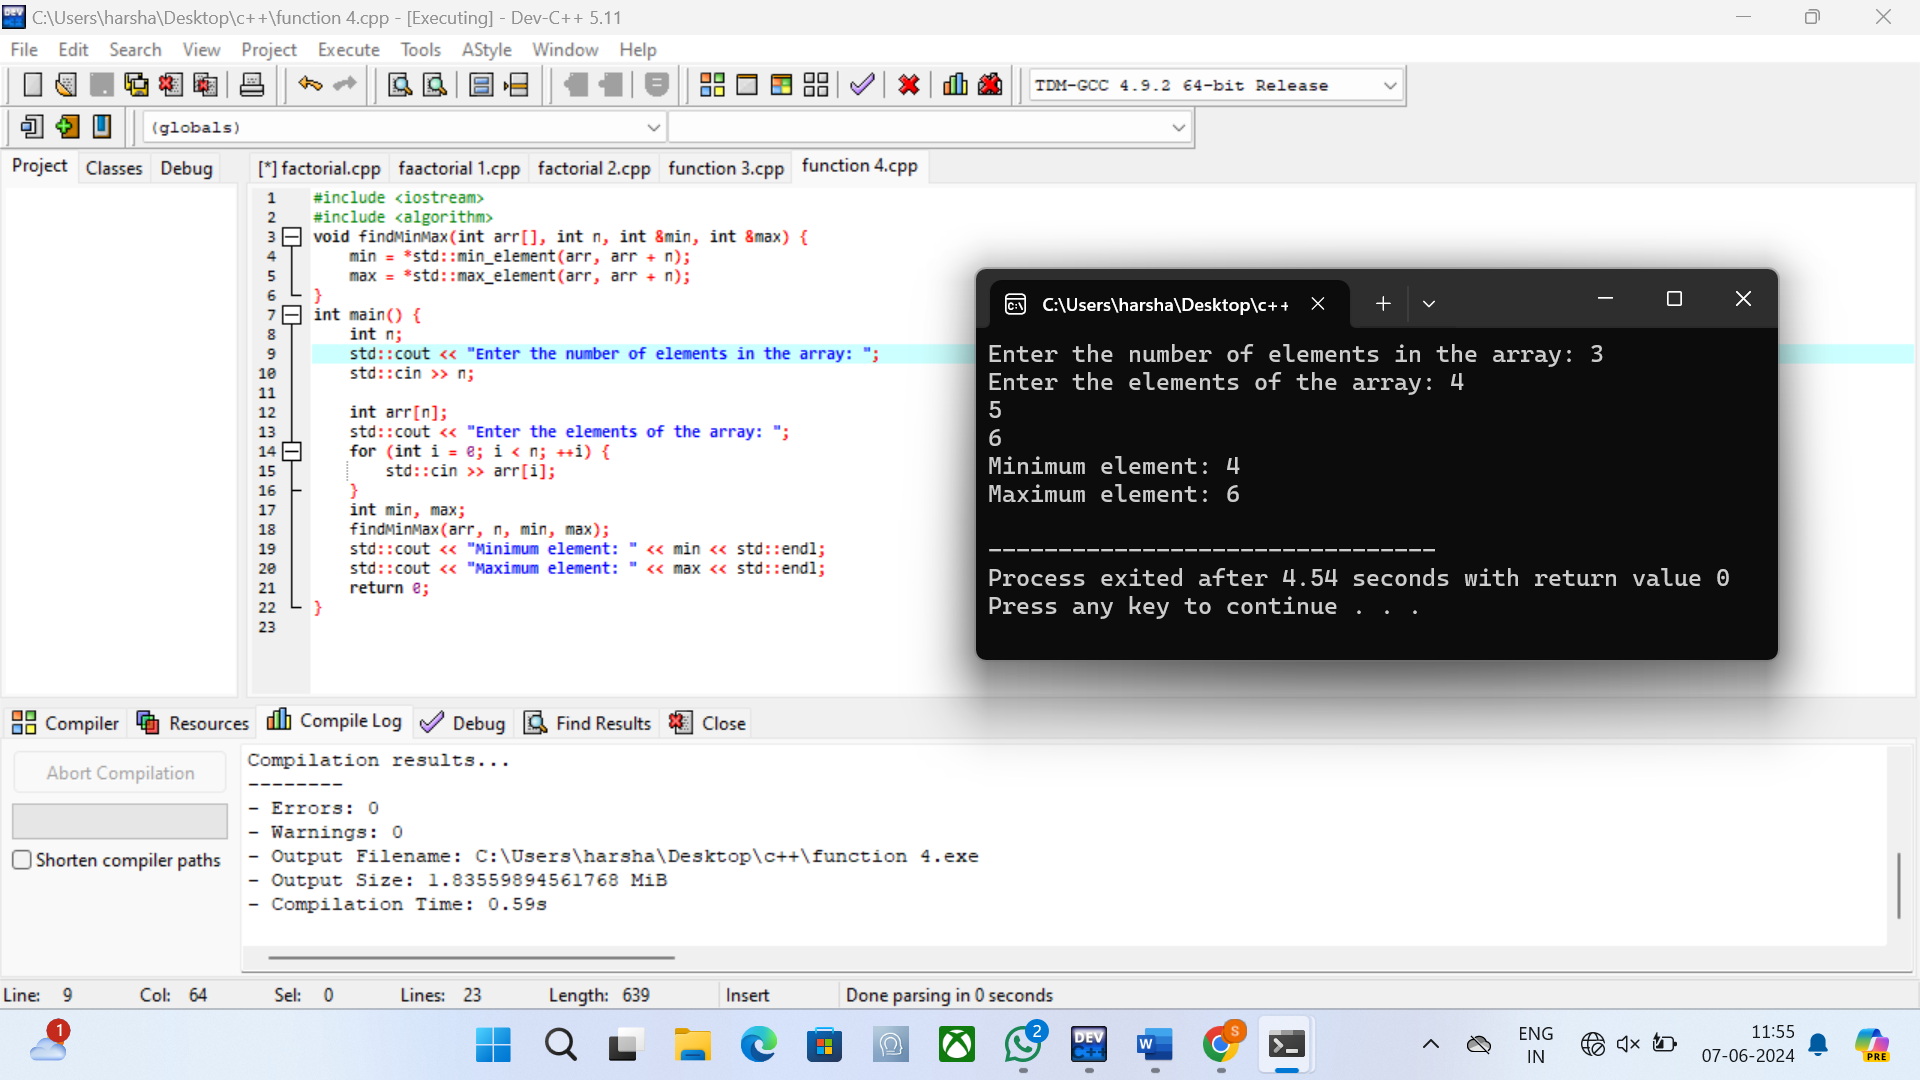 C:\Users\harsha\Desktop\c++\function 4.cpp - [Executing] - Dev-C++ 5.11
File Edit Search View Project Execute Tools AStyle Window Help
TDM-GCC 4.9.2 64-bit Release
(globals)
Project Classes Debug [*] factorial.cpp faactorial 1.cpp factorial 2.cpp function 3.cpp function 4.cpp
1 #include <iostream>
2 #include <algorithm>
3 void findMinMax(int arr[], int n, int &min, int &max) {
4 min = *std::min_element(arr, arr + n);
5 max = *std::max_element(arr, arr + n);
6 }
7 int main() {
8 int n;
9 std::cout << "Enter the number of elements in the array: ";
10 std::cin >> n;
11
12 int arr[n];
13 std::cout << "Enter the elements of the array: ";
14 for (int i = 0; i < n; ++i) {
15 std::cin >> arr[i];
16 }
17 int min, max;
18 findMinMax(arr, n, min, max);
19 std::cout << "Minimum element: " << min << std::endl;
20 std::cout << "Maximum element: " << max << std::endl;
21 return 0;
22 }
23
C:\Users\harsha\Desktop\c++
Enter the number of elements in the array: 3
Enter the elements of the array: 4
5
6
Minimum element: 4
Maximum element: 6
--------------------------------
Process exited after 4.54 seconds with return value 0
Press any key to continue . . .
Compiler Resources Compile Log Debug Find Results Close
Abort Compilation
Shorten compiler paths
Compilation results...
--------
- Errors: 0
- Warnings: 0
- Output Filename: C:\Users\harsha\Desktop\c++\function 4.exe
- Output Size: 1.83559894561768 MiB
- Compilation Time: 0.59s
Line: 9 Col: 64 Sel: 0 Lines: 23 Length: 639 Insert Done parsing in 0 seconds
1
DEV
C++
W
2
S
ENG
IN
11:55
07-06-2024
PRE